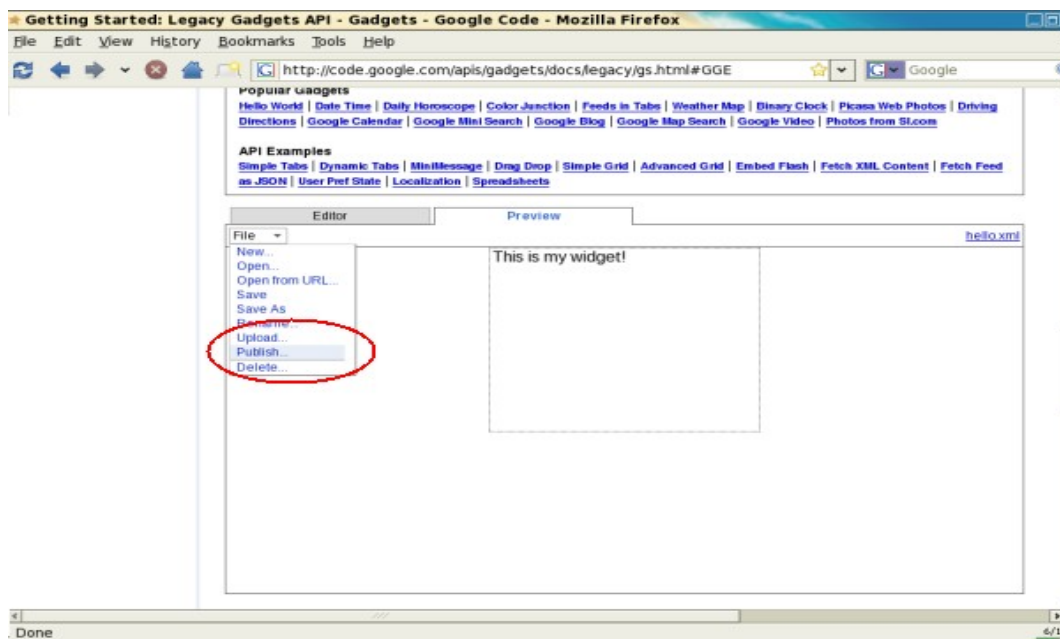 Getting Started: Legacy Gadgets API - Gadgets - Google Code - Mozilla Firefox
File Edit View History Bookmarks Tools Help
http://code.google.com/apis/gadgets/docs/legacy/gs.html#GGE
Google
Popular Gadgets
Hello World | Date Time | Daily Horoscope | Color Junction | Feeds in Tabs | Weather Map | Binary Clock | Picasa Web Photos | Driving
Directions | Google Calendar | Google Mini Search | Google Blog | Google Map Search | Google Video | Photos from SI.com
API Examples
Simple Tabs | Dynamic Tabs | MiniMessage | Drag Drop | Simple Grid | Advanced Grid | Embed Flash | Fetch XML Content | Fetch Feed
as JSON | User Pref State | Localization | Spreadsheets
Editor Preview
File hello.xml
This is my widget!
New...
Open...
Open from URL...
Save
Save As
Rename...
Upload...
Publish...
Delete...
Done